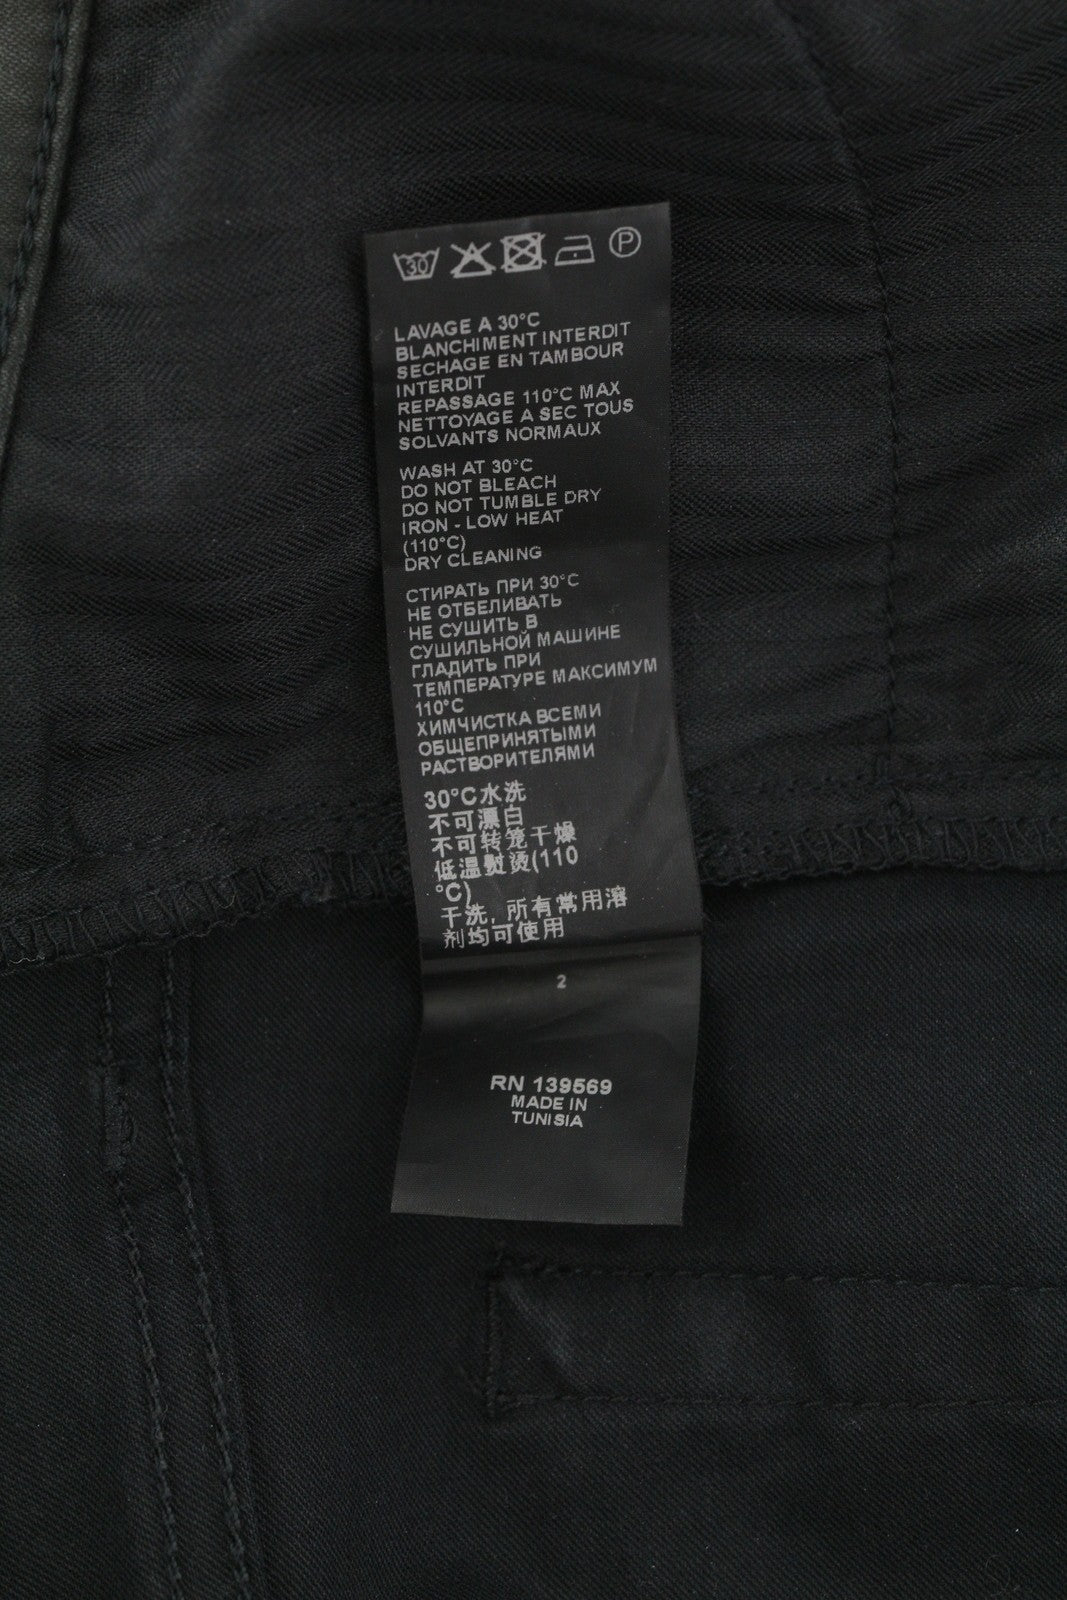 30 P
LAVAGE A 30°C
BLANCHIMENT INTERDIT
SECHAGE EN TAMBOUR
INTERDIT
REPASSAGE 110°C MAX
NETTOYAGE A SEC TOUS
SOLVANTS NORMAUX
WASH AT 30°C
DO NOT BLEACH
DO NOT TUMBLE DRY
IRON - LOW HEAT
(110°C)
DRY CLEANING
СТИРАТЬ ПРИ 30°C
НЕ ОТБЕЛИВАТЬ
НЕ СУШИТЬ В
СУШИЛЬНОЙ МАШИНЕ
ГЛАДИТЬ ПРИ
ТЕМПЕРАТУРЕ МАКСИМУМ
110°C
ХИМЧИСТКА ВСЕМИ
ОБЩЕПРИНЯТЫМИ
РАСТВОРИТЕЛЯМИ
30°C水洗
不可漂白
不可转笼干燥
低温熨烫(110
°C)
干洗, 所有常用溶
剂均可使用
2
RN 139569
MADE IN
TUNISIA